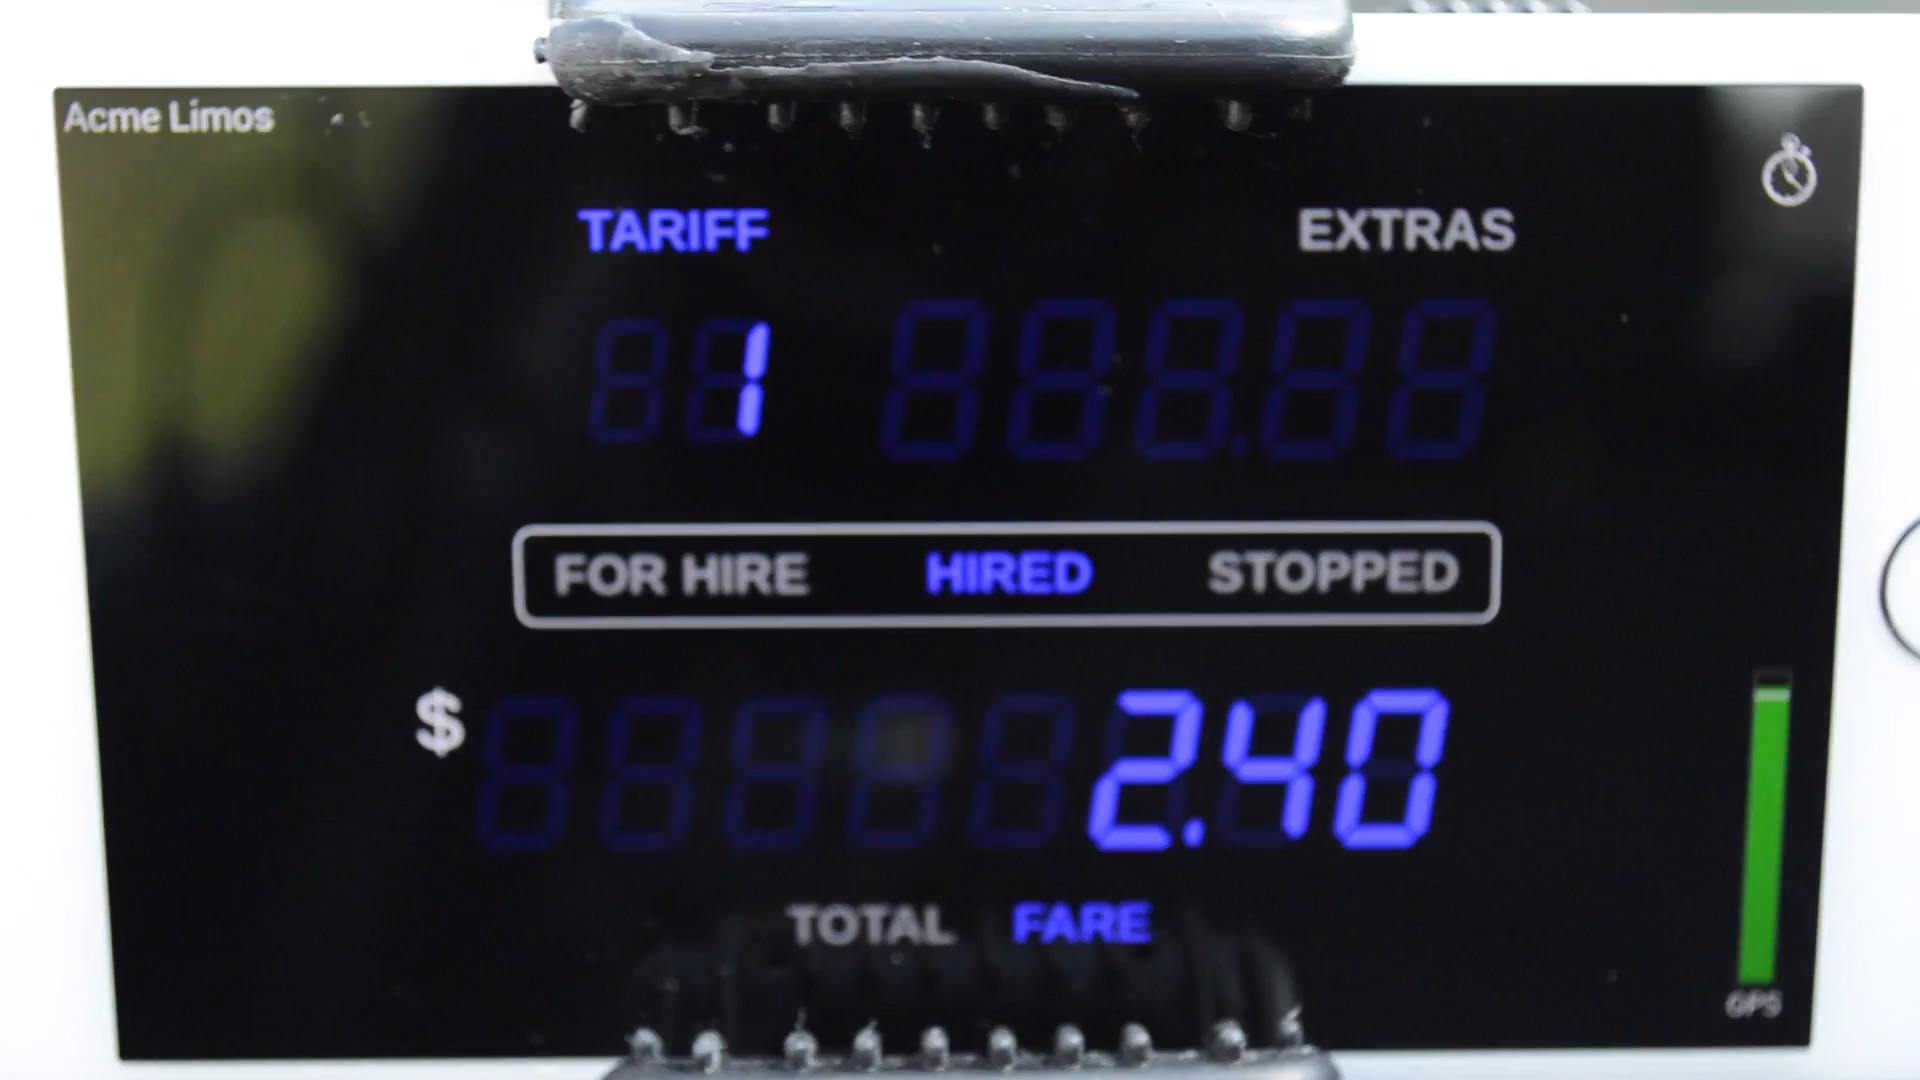 Acme Limos
TARIFF EXTRAS
1
FOR HIRE HIRED STOPPED
$ 2.40
TOTAL FARE
GPS